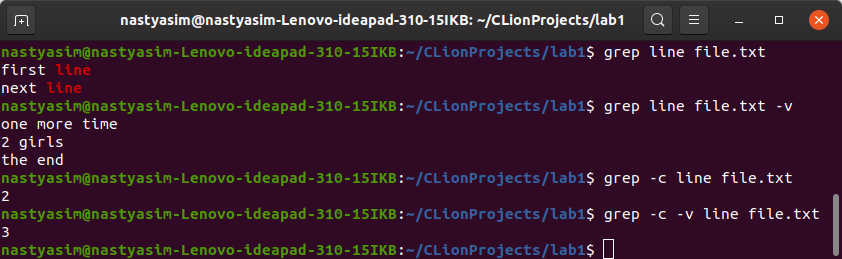 nastyasim@nastyasim-Lenovo-ideapad-310-15IKB: ~/CLionProjects/lab1
nastyasim@nastyasim-Lenovo-ideapad-310-15IKB:~/CLionProjects/lab1$ grep line file.txt
first line
next line
nastyasim@nastyasim-Lenovo-ideapad-310-15IKB:~/CLionProjects/lab1$ grep line file.txt -v
one more time
2 girls
the end
nastyasim@nastyasim-Lenovo-ideapad-310-15IKB:~/CLionProjects/lab1$ grep -c line file.txt
2
nastyasim@nastyasim-Lenovo-ideapad-310-15IKB:~/CLionProjects/lab1$ grep -c -v line file.txt
3
nastyasim@nastyasim-Lenovo-ideapad-310-15IKB:~/CLionProjects/lab1$